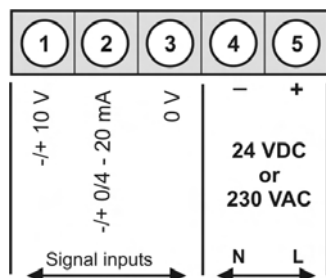 1 2 3 4 5
-/+ 10 V
-/+ 0/4 - 20 mA
0 V
– +
24 VDC
or
230 VAC
Signal inputs
N L